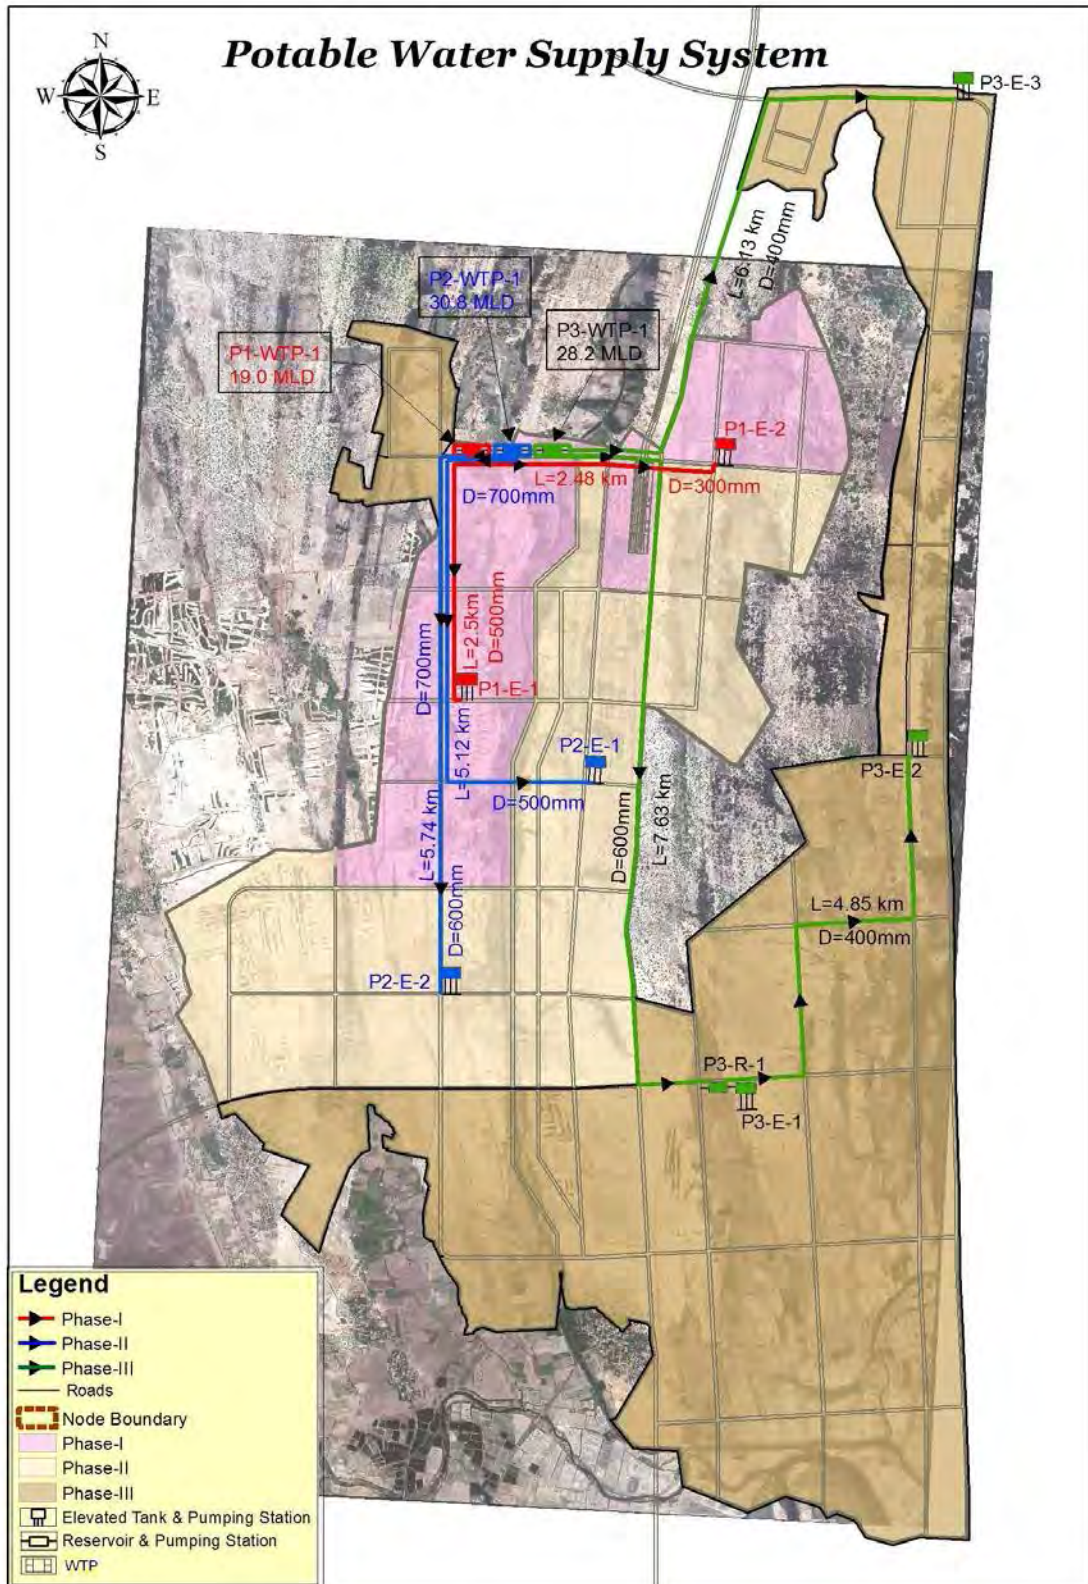 Potable Water Supply System
N
W
E
S
P3-E-3
L=6.13 km
D=400mm
P2-WTP-1
30.8 MLD
P3-WTP-1
28.2 MLD
P1-WTP-1
19.0 MLD
P1-E-2
L=2.48 km
D=300mm
D=700mm
L=2.5km
D=500mm
D=700mm
P1-E-1
L=5.12 km
P2-E-1
D=500mm
P3-E-2
L=5.74 km
D=600mm
L=7.63 km
D=600mm
L=4.85 km
D=400mm
P2-E-2
P3-R-1
P3-E-1
Legend
Phase-I
Phase-II
Phase-III
Roads
Node Boundary
Phase-I
Phase-II
Phase-III
Elevated Tank & Pumping Station
Reservoir & Pumping Station
WTP